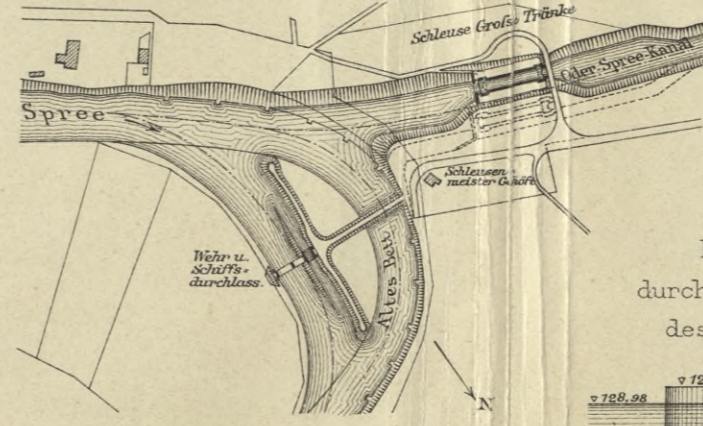 Schleuse Große Tränke
Oder-Spree-Kanal
Spree
Schleusen-
meister Gehöft
Wehr u.
Schiffs-
durchlass.
Altes Bett
N
durch
des
▽ 128.98
▽ 12